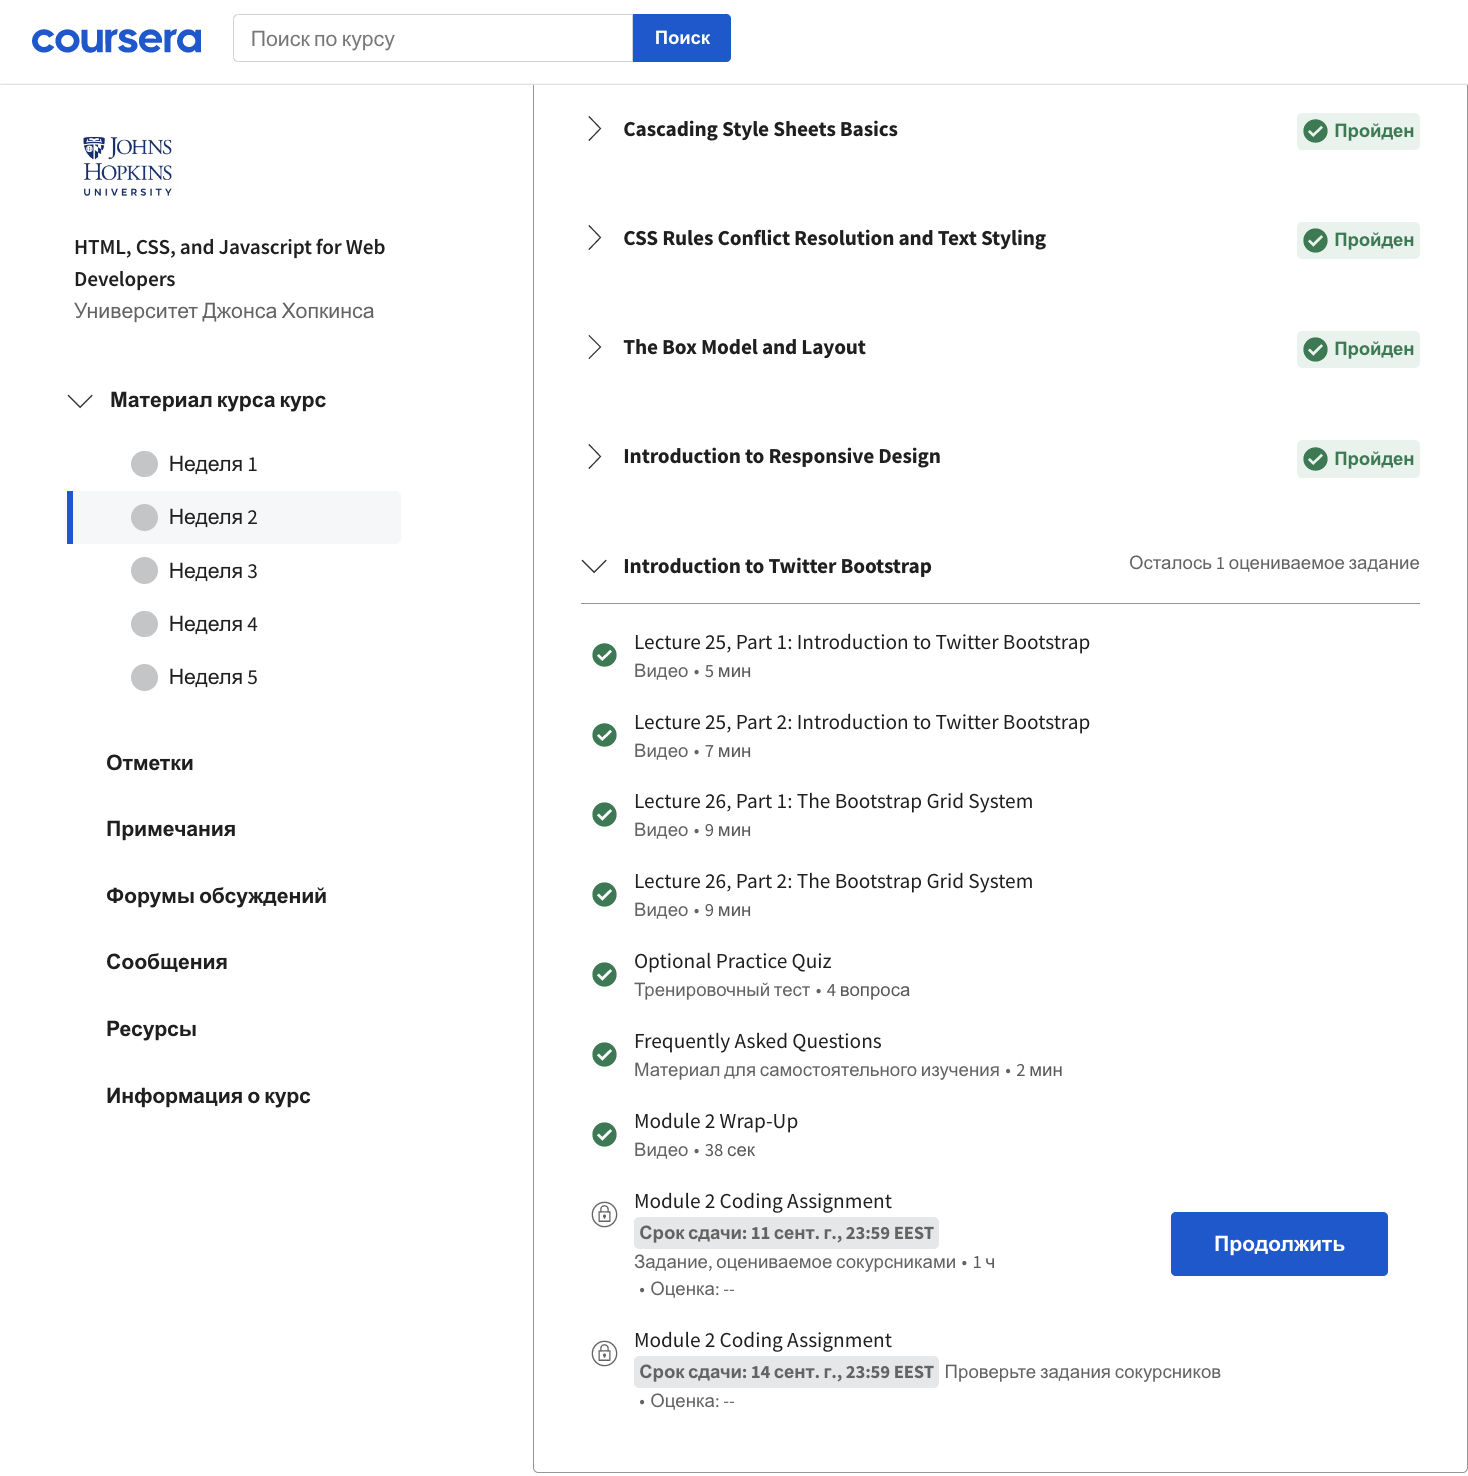 coursera
Поиск по курсу
Поиск
JOHNS
HOPKINS
UNIVERSITY
HTML, CSS, and Javascript for Web
Developers
Университет Джонса Хопкинса
Материал курса курс
Неделя 1
Неделя 2
Неделя 3
Неделя 4
Неделя 5
Отметки
Примечания
Форумы обсуждений
Сообщения
Ресурсы
Информация о курс
Cascading Style Sheets Basics
Пройден
CSS Rules Conflict Resolution and Text Styling
Пройден
The Box Model and Layout
Пройден
Introduction to Responsive Design
Пройден
Introduction to Twitter Bootstrap
Осталось 1 оцениваемое задание
Lecture 25, Part 1: Introduction to Twitter Bootstrap
Видео • 5 мин
Lecture 25, Part 2: Introduction to Twitter Bootstrap
Видео • 7 мин
Lecture 26, Part 1: The Bootstrap Grid System
Видео • 9 мин
Lecture 26, Part 2: The Bootstrap Grid System
Видео • 9 мин
Optional Practice Quiz
Тренировочный тест • 4 вопроса
Frequently Asked Questions
Материал для самостоятельного изучения • 2 мин
Module 2 Wrap-Up
Видео • 38 сек
Module 2 Coding Assignment
Срок сдачи: 11 сент. г., 23:59 EEST
Задание, оцениваемое сокурсниками • 1 ч
• Оценка: --
Продолжить
Module 2 Coding Assignment
Срок сдачи: 14 сент. г., 23:59 EEST Проверьте задания сокурсников
• Оценка: --